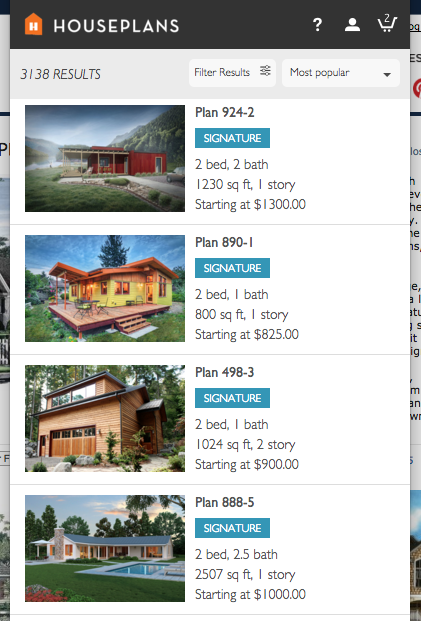 HOUSEPLANS
?
2
3138 RESULTS
Filter Results
Most popular
Plan 924-2
SIGNATURE
2 bed, 2 bath
1230 sq ft, 1 story
Starting at $1300.00
Plan 890-1
SIGNATURE
2 bed, 1 bath
800 sq ft, 1 story
Starting at $825.00
Plan 498-3
SIGNATURE
2 bed, 1 bath
1024 sq ft, 2 story
Starting at $900.00
Plan 888-5
SIGNATURE
2 bed, 2.5 bath
2507 sq ft, 1 story
Starting at $1000.00